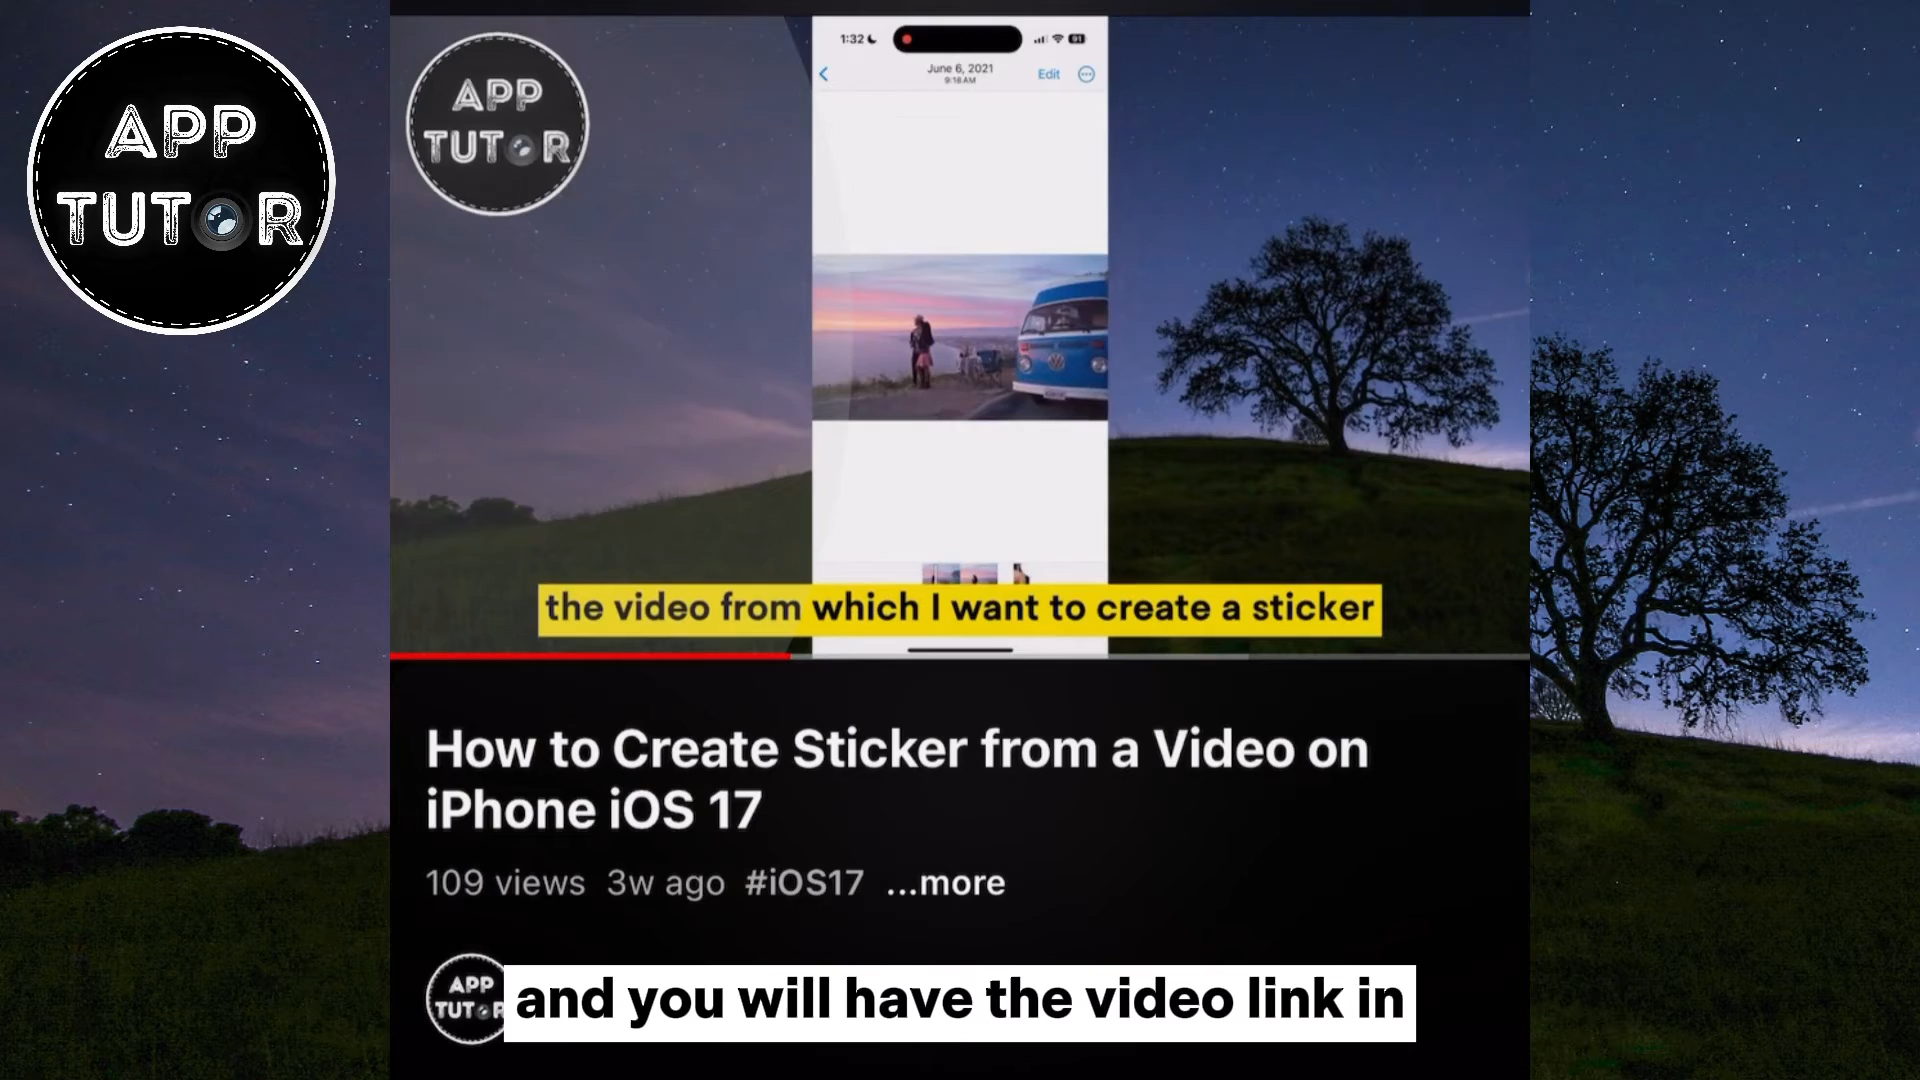 APP
TUTOR
APP
TUTOR
1:32
91
June 6, 2021
9:18 AM
Edit
the video from which I want to create a sticker
How to Create Sticker from a Video on
iPhone iOS 17
109 views 3w ago #iOS17 ...more
APP
TUTOR
and you will have the video link in